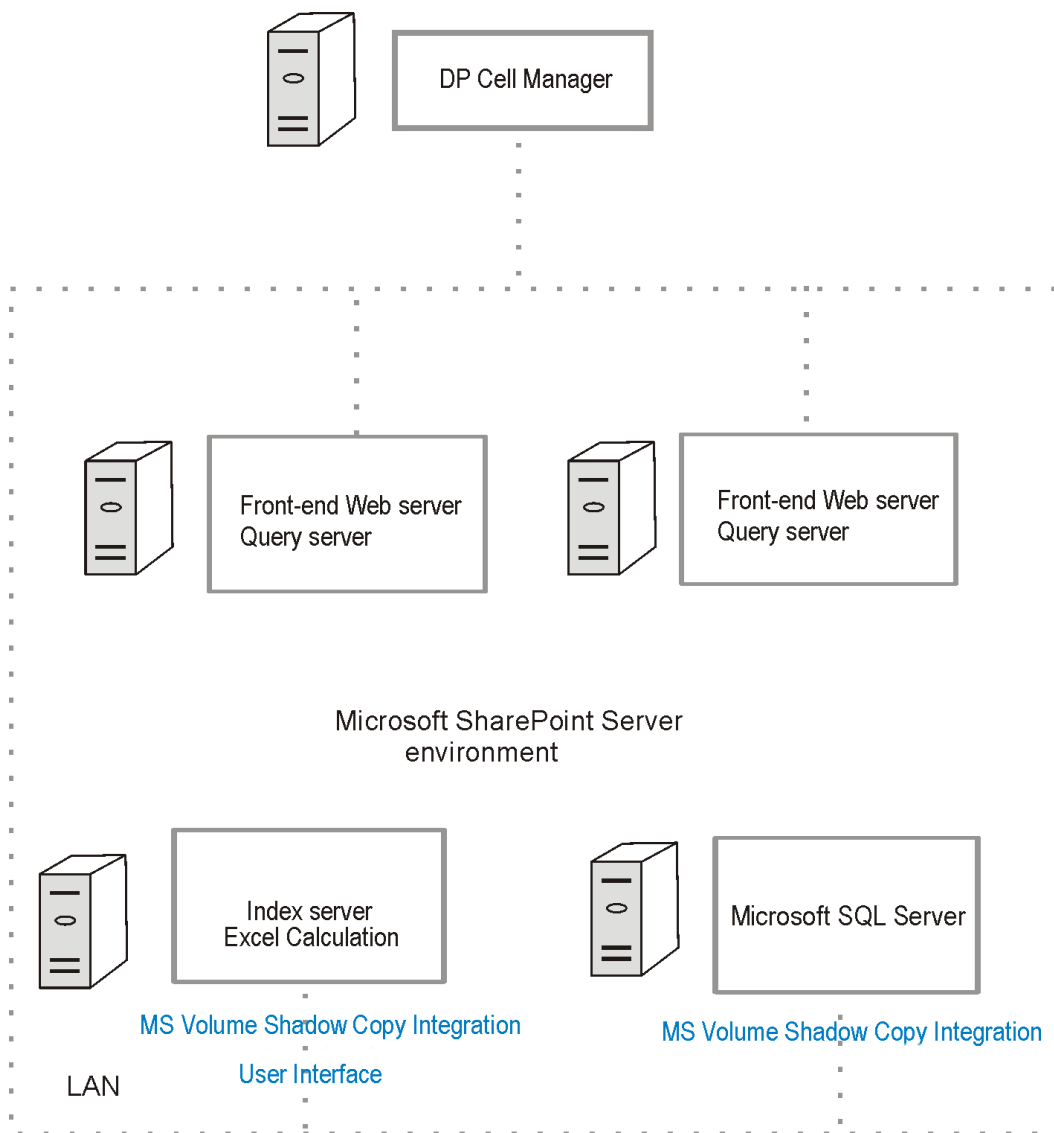 DP Cell Manager
Front-end Web server
Query server
Front-end Web server
Query server
Microsoft SharePoint Server
environment
Index server
Excel Calculation
Microsoft SQL Server
MS Volume Shadow Copy Integration
User Interface
MS Volume Shadow Copy Integration
LAN